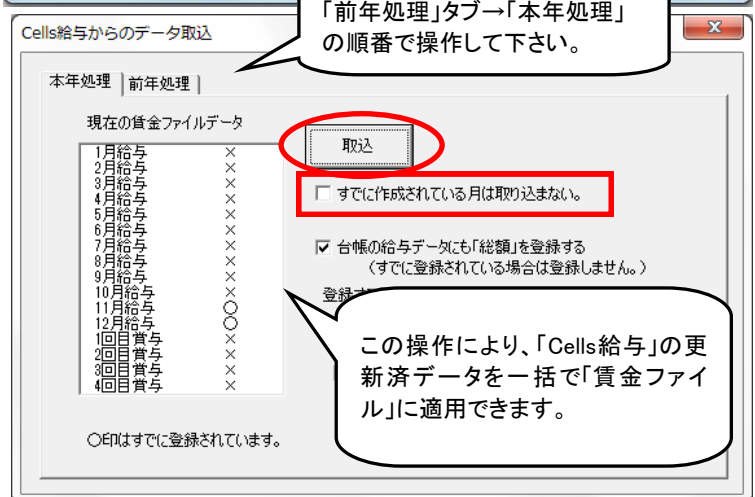 「前年処理」タブ→「本年処理」
の順番で操作して下さい。
Cells給与からのデータ取込
本年処理
前年処理
現在の賃金ファイルデータ
1月給与 ×
2月給与 ×
3月給与 ×
4月給与 ×
5月給与 ×
6月給与 ×
7月給与 ×
8月給与 ×
9月給与 ×
10月給与 ×
11月給与 ○
12月給与 ○
1回目賞与 ×
2回目賞与 ×
3回目賞与 ×
4回目賞与 ×
○印はすでに登録されています。
取込
すでに作成されている月は取り込まない。
台帳の給与データにも「総額」を登録する
（すでに登録されている場合は登録しません。）
登録す
この操作により、「Cells給与」の更
新済データを一括で「賃金ファイ
ル」に適用できます。